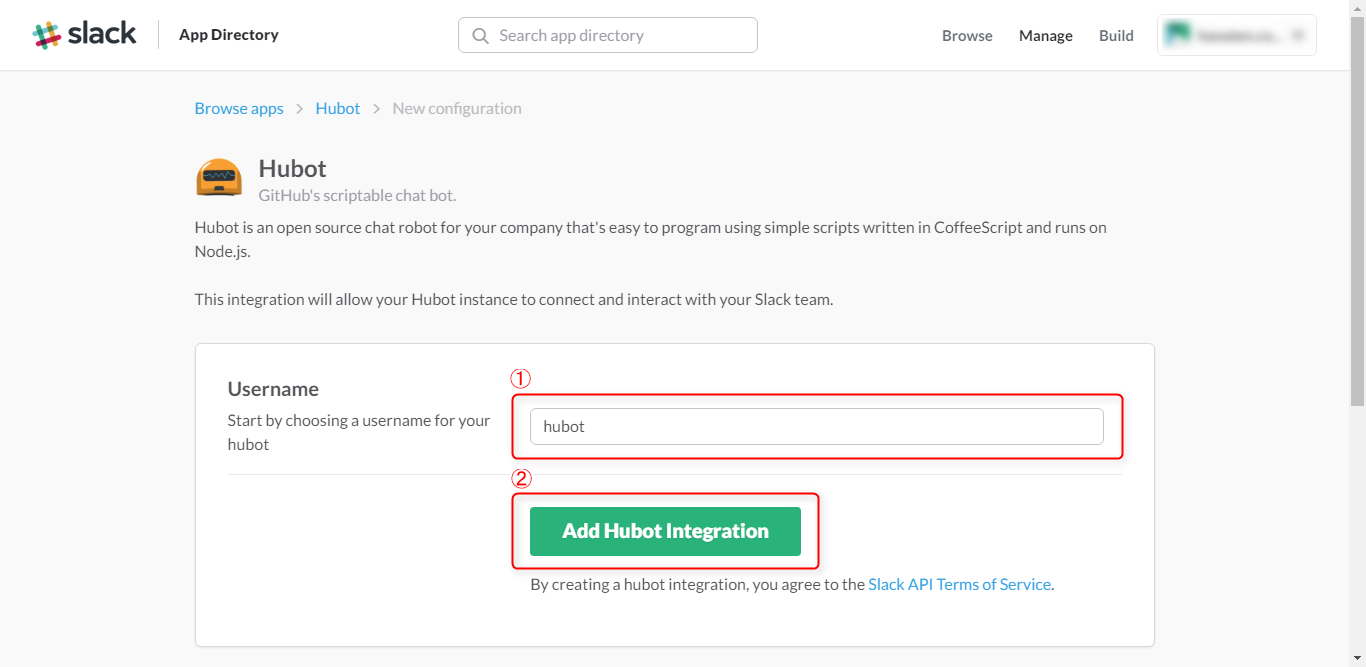 slack App Directory Search app directory Browse Manage Build
Browse apps > Hubot > New configuration
Hubot
GitHub's scriptable chat bot.
Hubot is an open source chat robot for your company that's easy to program using simple scripts written in CoffeeScript and runs on
Node.js.
This integration will allow your Hubot instance to connect and interact with your Slack team.
①
Username
Start by choosing a username for your
hubot
hubot
②
Add Hubot Integration
By creating a hubot integration, you agree to the Slack API Terms of Service.